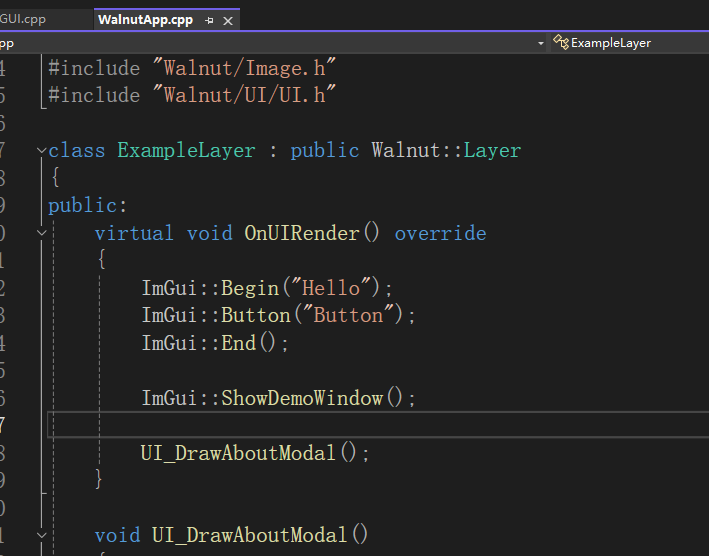 GUI.cpp WalnutApp.cpp
pp ExampleLayer
4 #include "Walnut/Image.h"
5 #include "Walnut/UI/UI.h"
6
7 class ExampleLayer : public Walnut::Layer
8 {
9 public:
0 virtual void OnUIRender() override
1 {
2 ImGui::Begin("Hello");
3 ImGui::Button("Button");
4 ImGui::End();
5
6 ImGui::ShowDemoWindow();
7
8 UI_DrawAboutModal();
9 }
0
1 void UI_DrawAboutModal()